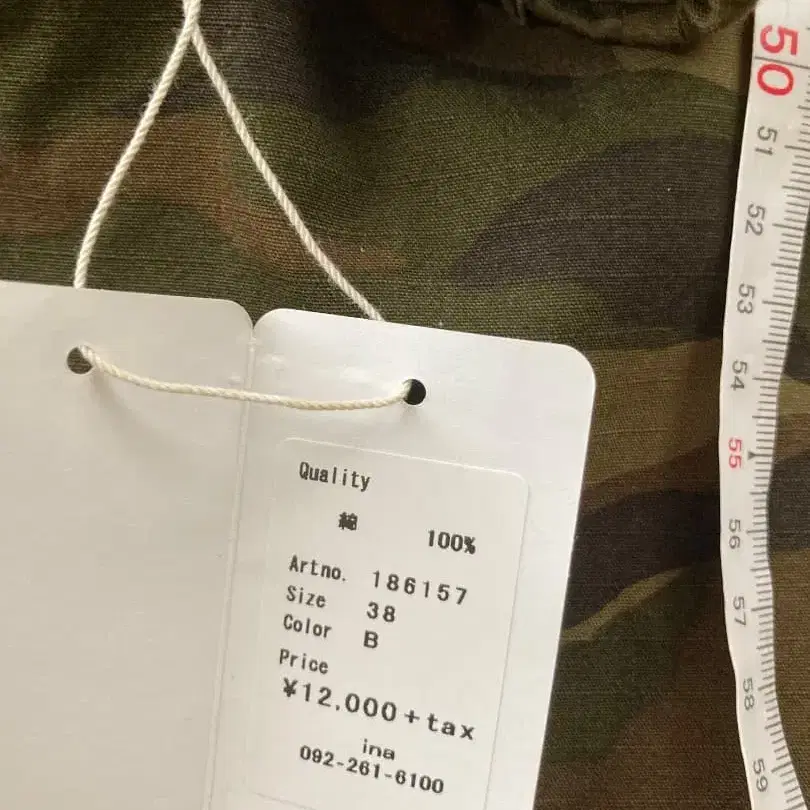 Quality
綿 100%
Artno. 186157
Size 38
Color B
Price
¥12,000+tax
ina
092-261-6100
50
51
52
53
54
55
56
57
58
59